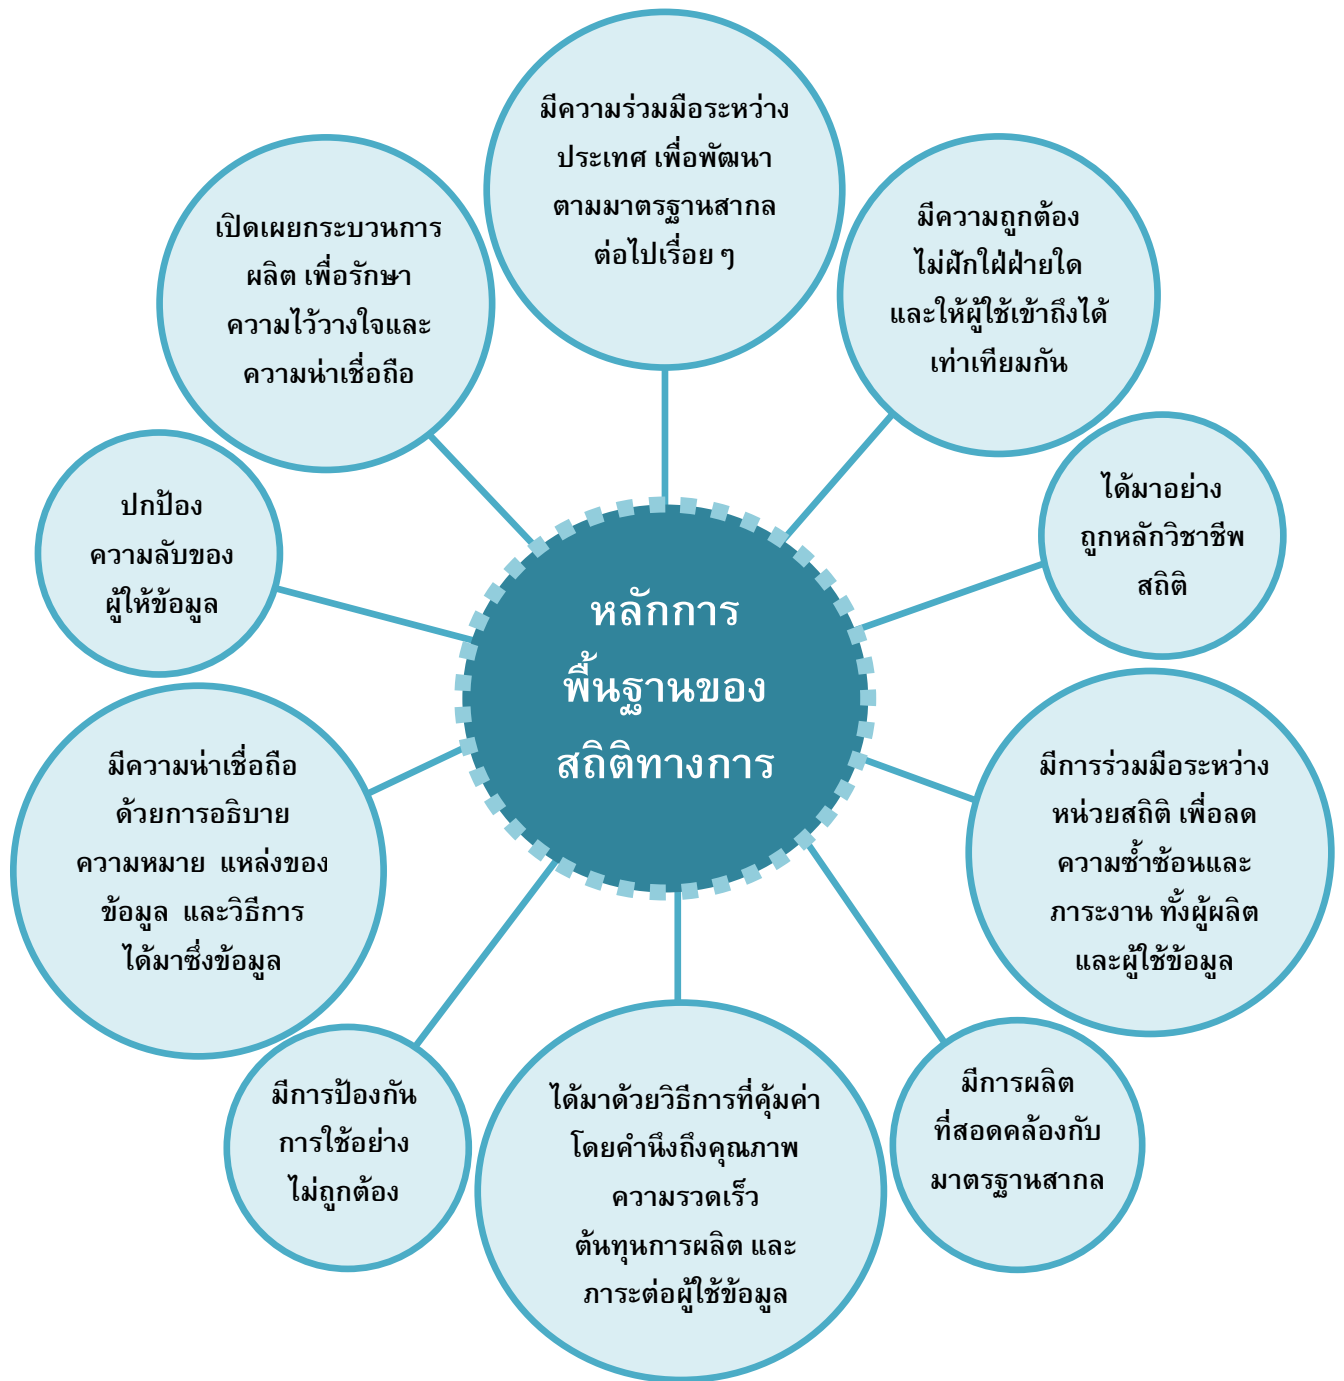 มีความร่วมมือระหว่าง
ประเทศ เพื่อพัฒนา
ตามมาตรฐานสากล
ต่อไปเรื่อย ๆ
มีความถูกต้อง
ไม่ฝักใฝ่ฝ่ายใด
และให้ผู้ใช้เข้าถึงได้
เท่าเทียมกัน
ได้มาอย่าง
ถูกหลักวิชาชีพ
สถิติ
มีการร่วมมือระหว่าง
หน่วยสถิติ เพื่อลด
ความซ้ำซ้อนและ
ภาระงาน ทั้งผู้ผลิต
และผู้ใช้ข้อมูล
มีการผลิต
ที่สอดคล้องกับ
มาตรฐานสากล
ได้มาด้วยวิธีการที่คุ้มค่า
โดยคำนึงถึงคุณภาพ
ความรวดเร็ว
ต้นทุนการผลิต และ
ภาระต่อผู้ใช้ข้อมูล
มีการป้องกัน
การใช้อย่าง
ไม่ถูกต้อง
มีความน่าเชื่อถือ
ด้วยการอธิบาย
ความหมาย แหล่งของ
ข้อมูล และวิธีการ
ได้มาซึ่งข้อมูล
ปกป้อง
ความลับของ
ผู้ให้ข้อมูล
เปิดเผยกระบวนการ
ผลิต เพื่อรักษา
ความไว้วางใจและ
ความน่าเชื่อถือ
หลักการ
พื้นฐานของ
สถิติทางการ